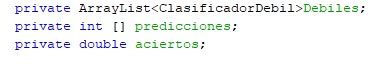 private ArrayList<ClasificadorDebil>Debiles;
private int [] predicciones;
private double aciertos;